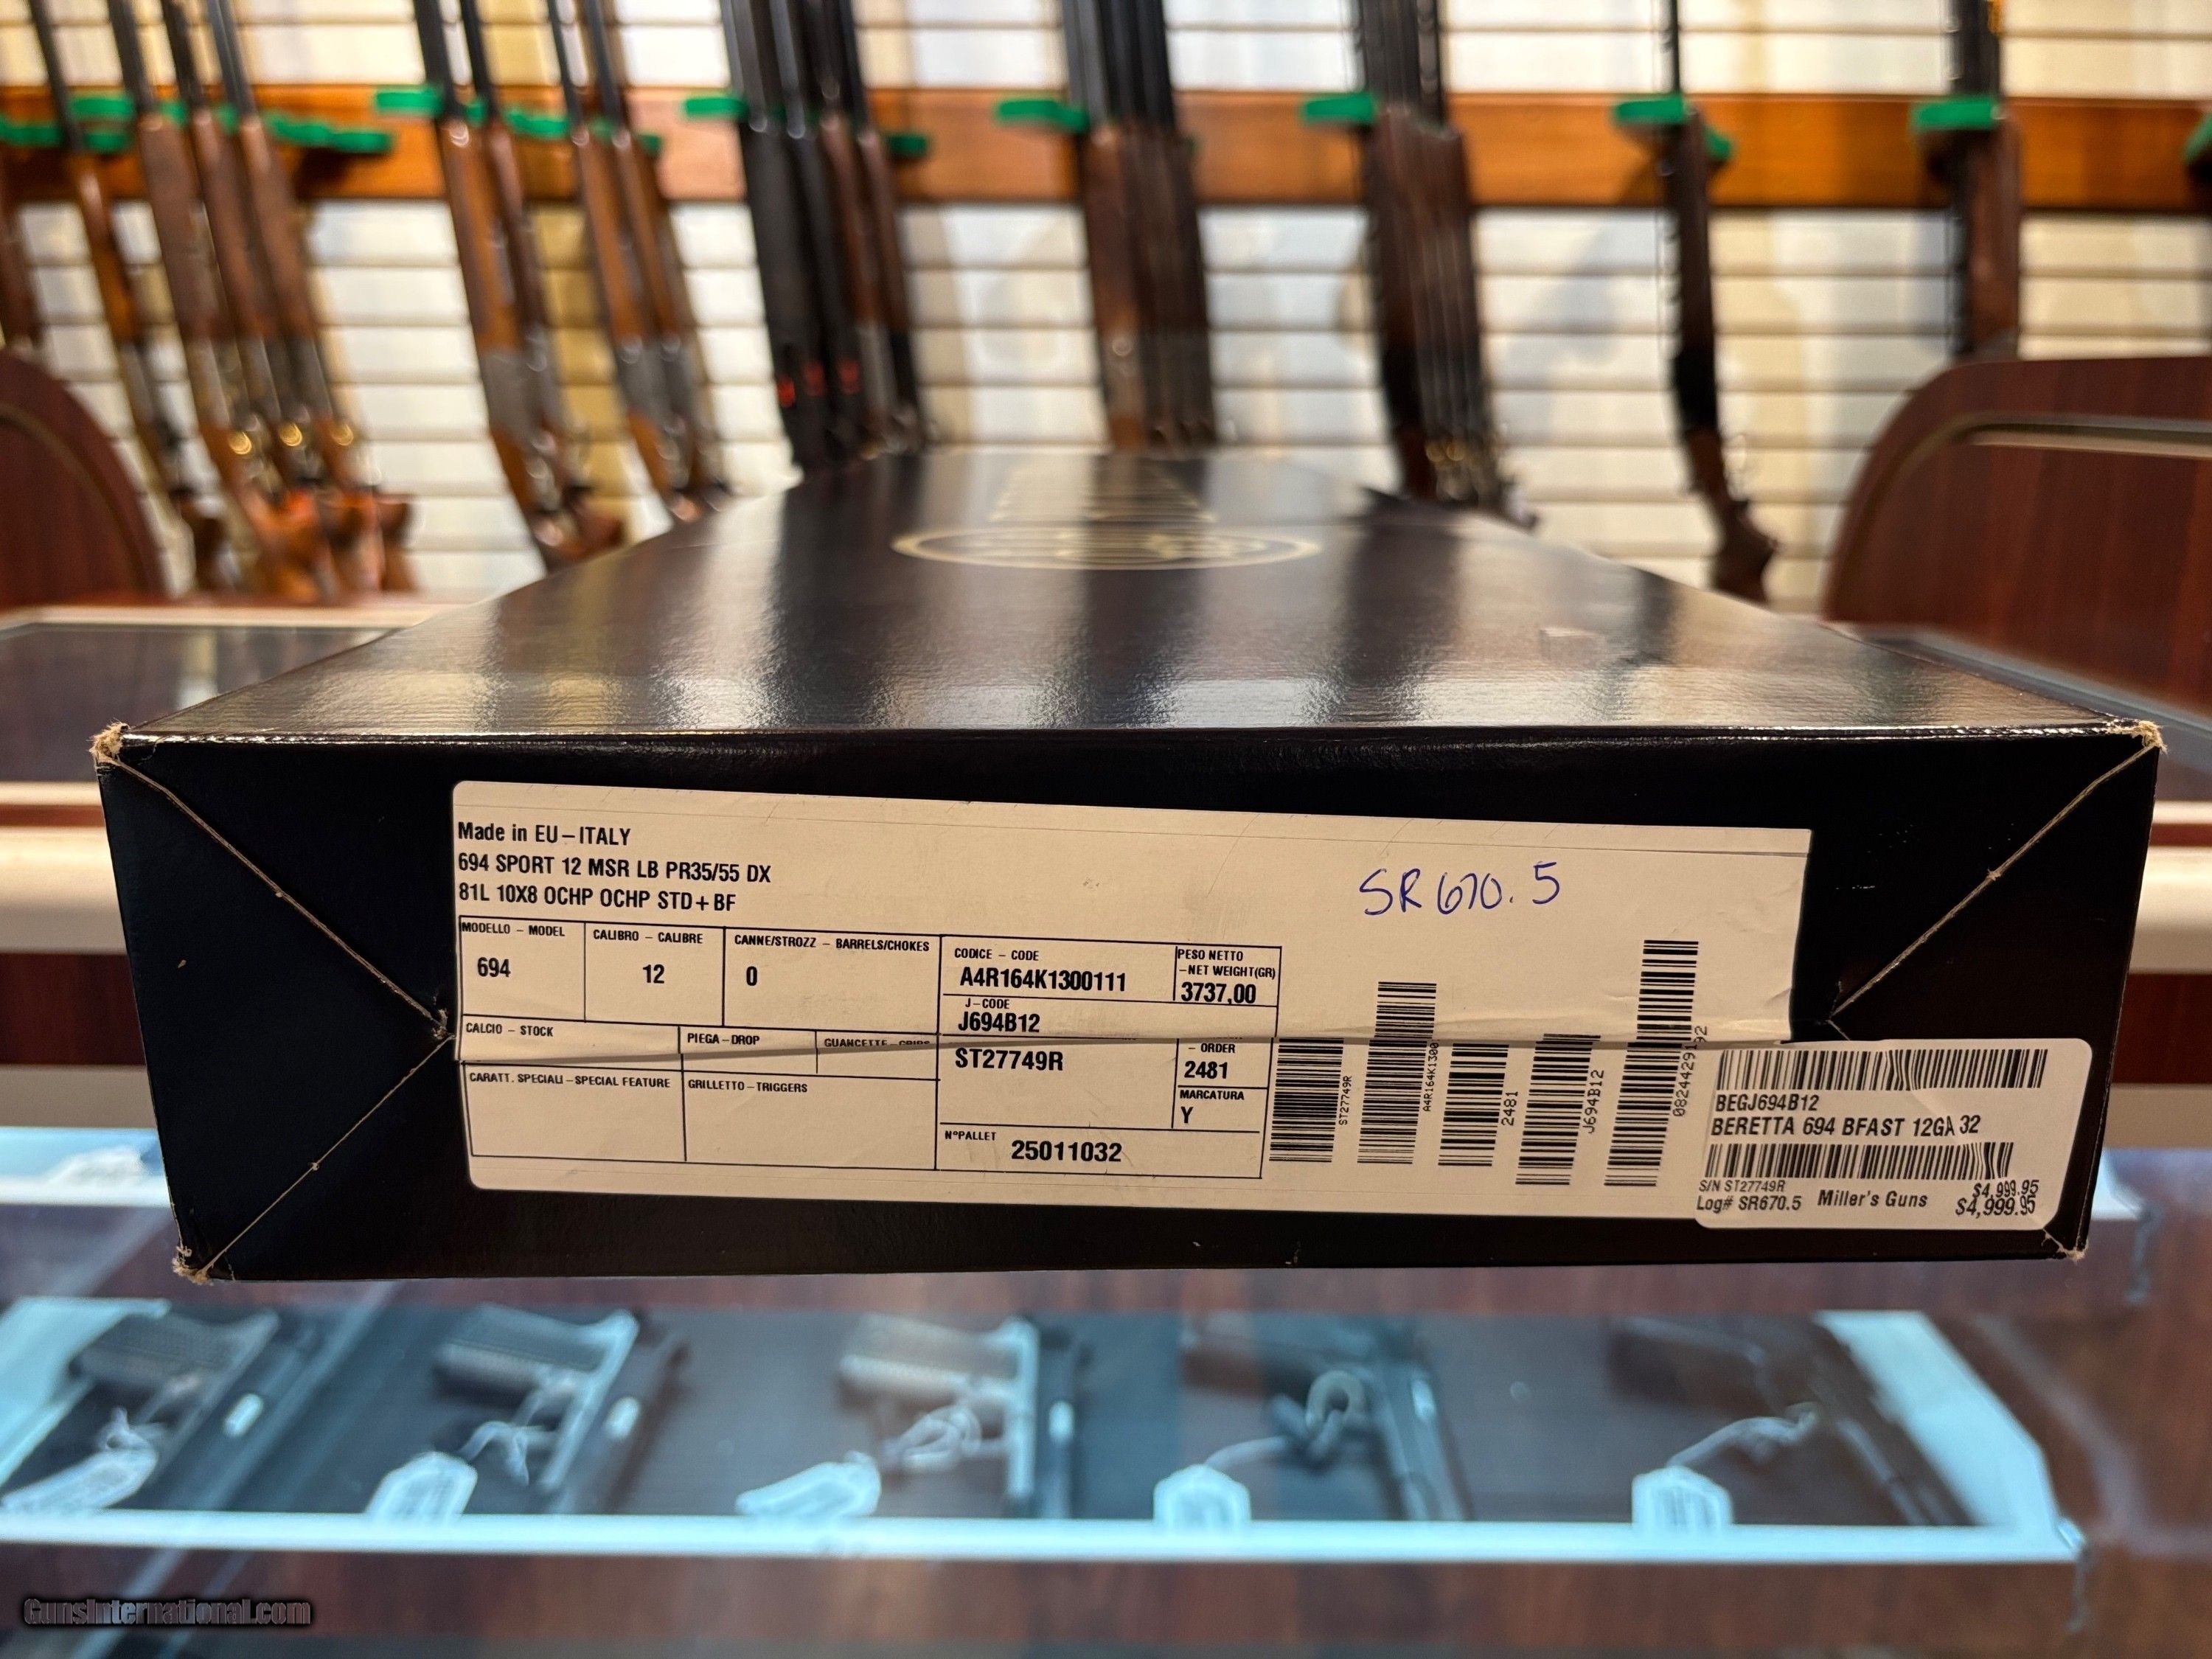 Made in EU-ITALY
694 SPORT 12 MSR LB PR35/55 DX
81L 10X8 OCHP OCHP STD+BF
SR670.5
MODELLO - MODEL
694
CALIBRO - CALIBRE
12
CANNE/STROZZ - BARRELS/CHOKES
0
CODICE - CODE
A4R164K1300111
PESO NETTO
-NET WEIGHT(GR)
3737,00
J-CODE
J694B12
CALCIO - STOCK
PIEGA-DROP
GUANCETTE-GRIPS
ST27749R
- ORDER
2481
CARATT. SPECIALI-SPECIAL FEATURE
GRILLETTO-TRIGGERS
MARCATURA
Y
N°PALLET
25011032
ST27749R
A4R164K1300
2481
J694B12
BEGJ694B12
BERETTA 694 BFAST 12GA 32
S/N ST27749R
$4,999.95
Log# SR670.5 Miller's Guns $4,999.95
GunsInternational.com